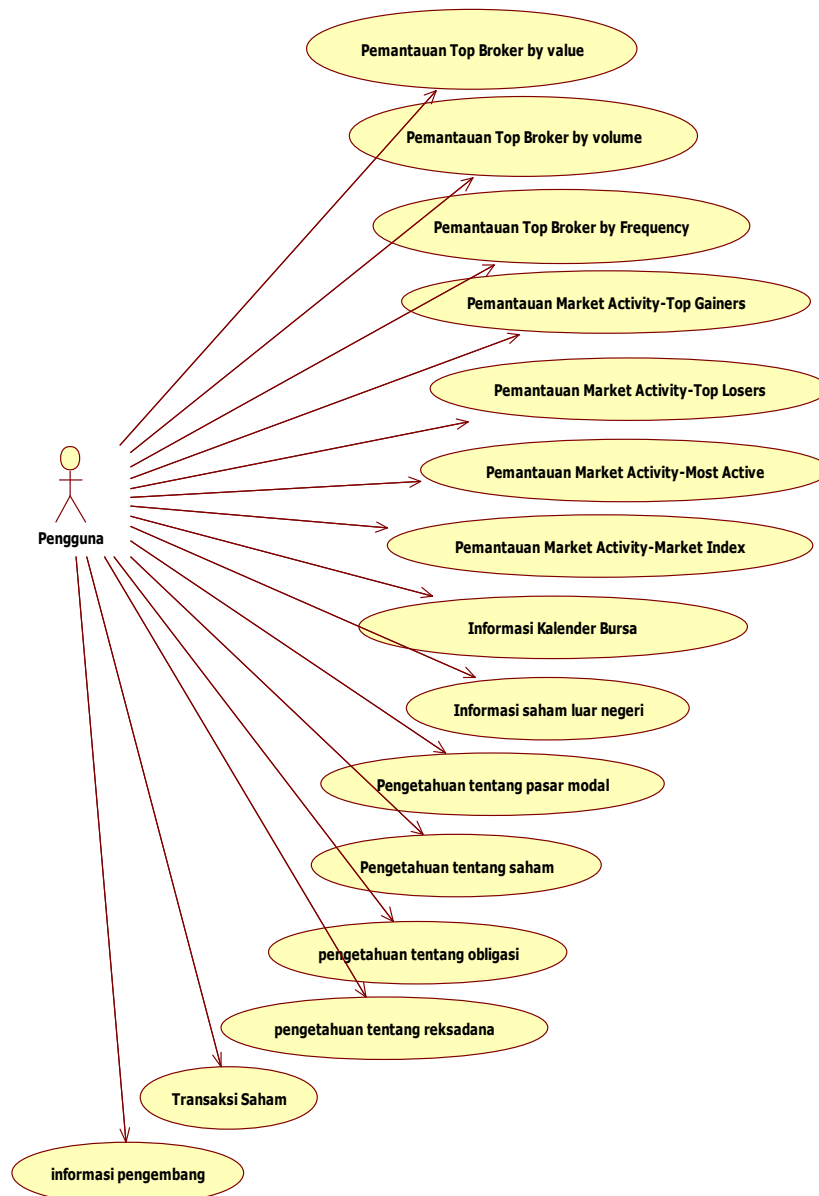 Pemantauan Top Broker by value
Pemantauan Top Broker by volume
Pemantauan Top Broker by Frequency
Pemantauan Market Activity-Top Gainers
Pemantauan Market Activity-Top Losers
Pemantauan Market Activity-Most Active
Pengguna
Pemantauan Market Activity-Market Index
Informasi Kalender Bursa
Informasi saham luar negeri
Pengetahuan tentang pasar modal
Pengetahuan tentang saham
pengetahuan tentang obligasi
pengetahuan tentang reksadana
Transaksi Saham
informasi pengembang